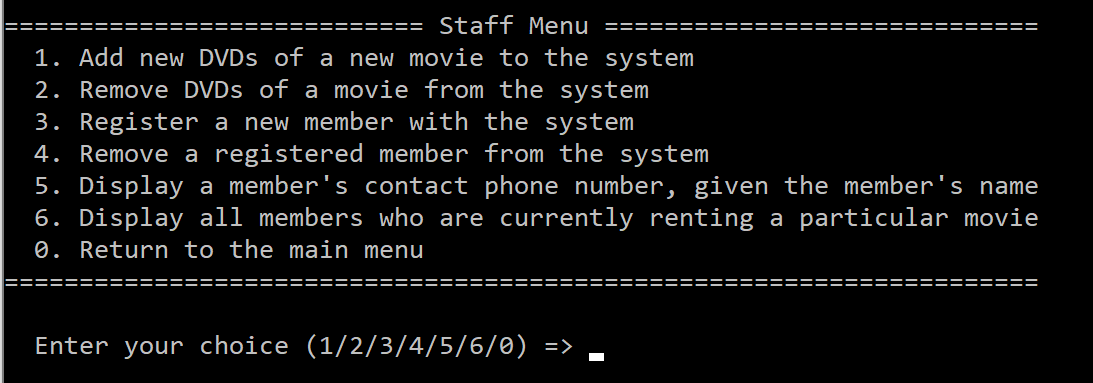 ============================ Staff Menu =============================
1. Add new DVDs of a new movie to the system
2. Remove DVDs of a movie from the system
3. Register a new member with the system
4. Remove a registered member from the system
5. Display a member's contact phone number, given the member's name
6. Display all members who are currently renting a particular movie
0. Return to the main menu
=====================================================================
Enter your choice (1/2/3/4/5/6/0) =>